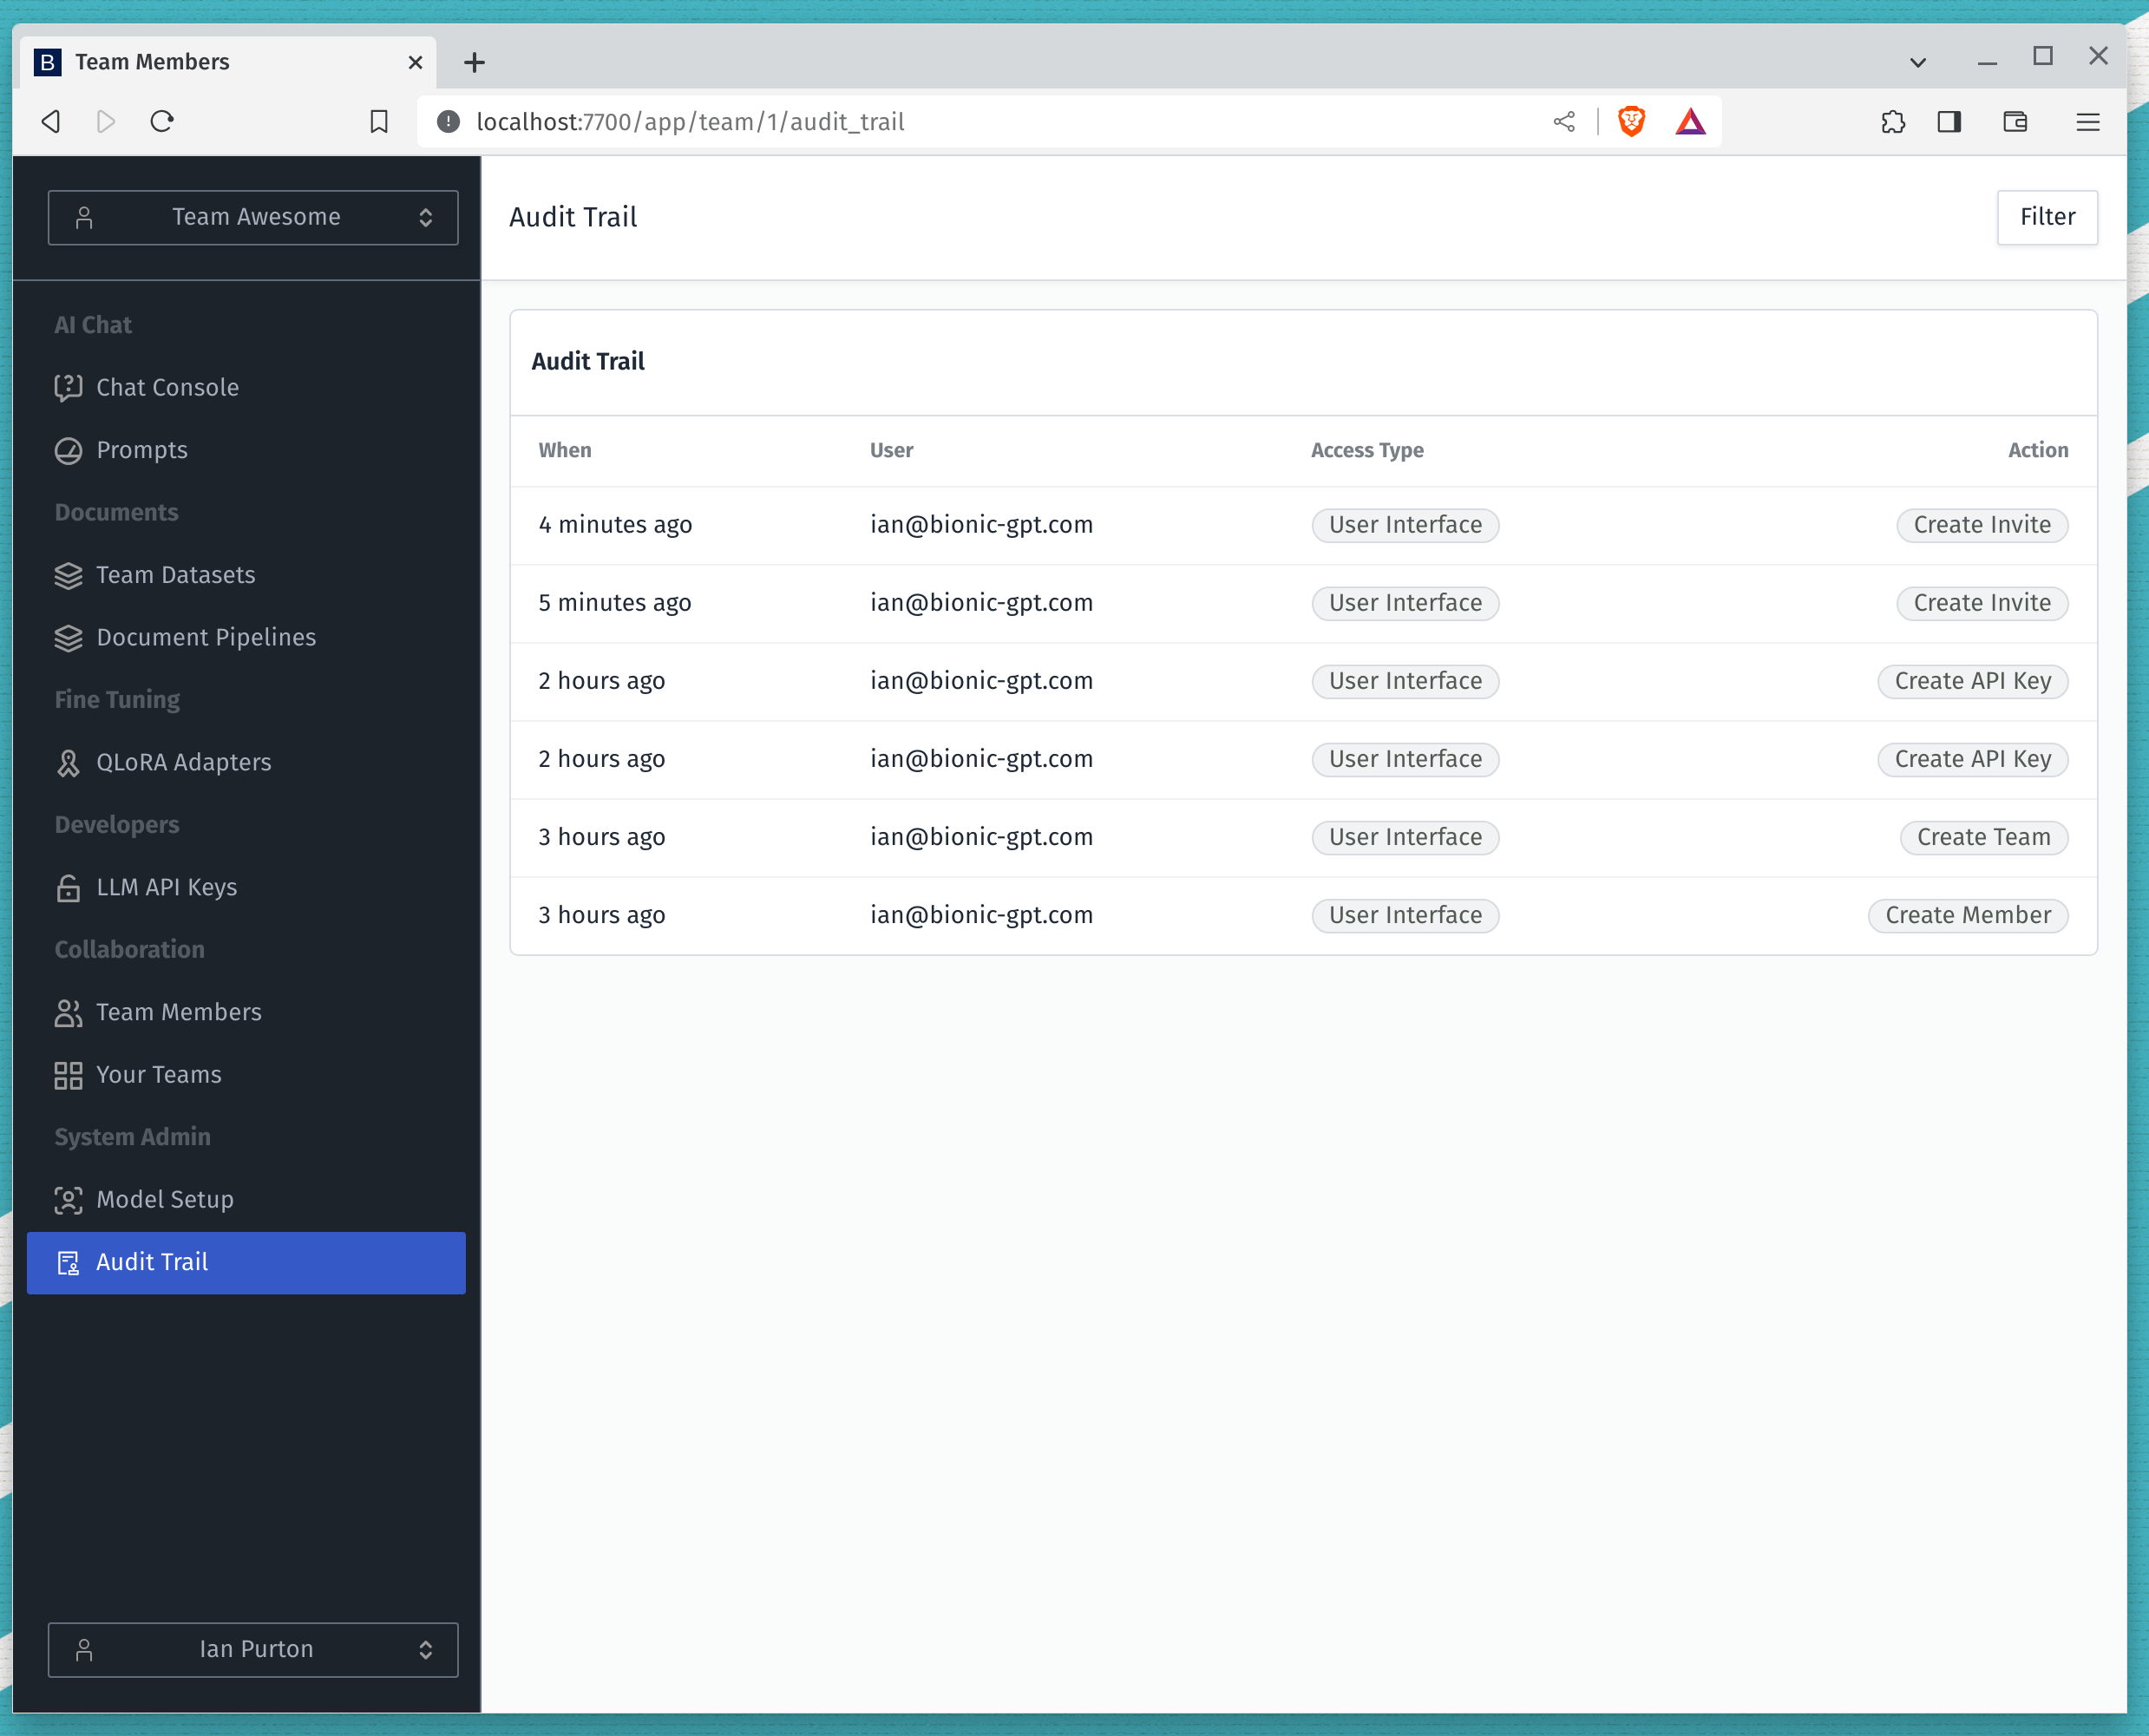 B Team Members
localhost:7700/app/team/1/audit_trail
Team Awesome
AI Chat
Chat Console
Prompts
Documents
Team Datasets
Document Pipelines
Fine Tuning
QLoRA Adapters
Developers
LLM API Keys
Collaboration
Team Members
Your Teams
System Admin
Model Setup
Audit Trail
Ian Purton
Audit Trail
Filter
Audit Trail
When User Access Type Action
4 minutes ago ian@bionic-gpt.com User Interface Create Invite
5 minutes ago ian@bionic-gpt.com User Interface Create Invite
2 hours ago ian@bionic-gpt.com User Interface Create API Key
2 hours ago ian@bionic-gpt.com User Interface Create API Key
3 hours ago ian@bionic-gpt.com User Interface Create Team
3 hours ago ian@bionic-gpt.com User Interface Create Member